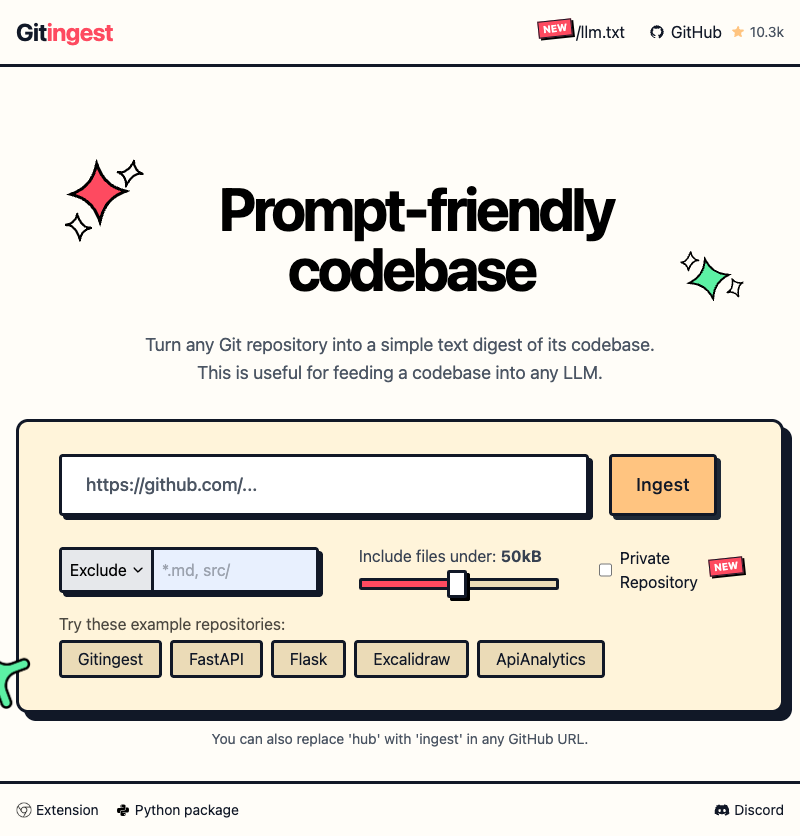 Gitingest
NEW /llm.txt GitHub 10.3k
Prompt-friendly
codebase
Turn any Git repository into a simple text digest of its codebase.
This is useful for feeding a codebase into any LLM.
https://github.com/...
Ingest
Exclude
*.md, src/
Include files under: 50kB
Private
Repository
NEW
Try these example repositories:
Gitingest FastAPI Flask Excalidraw ApiAnalytics
You can also replace 'hub' with 'ingest' in any GitHub URL.
Extension Python package Discord